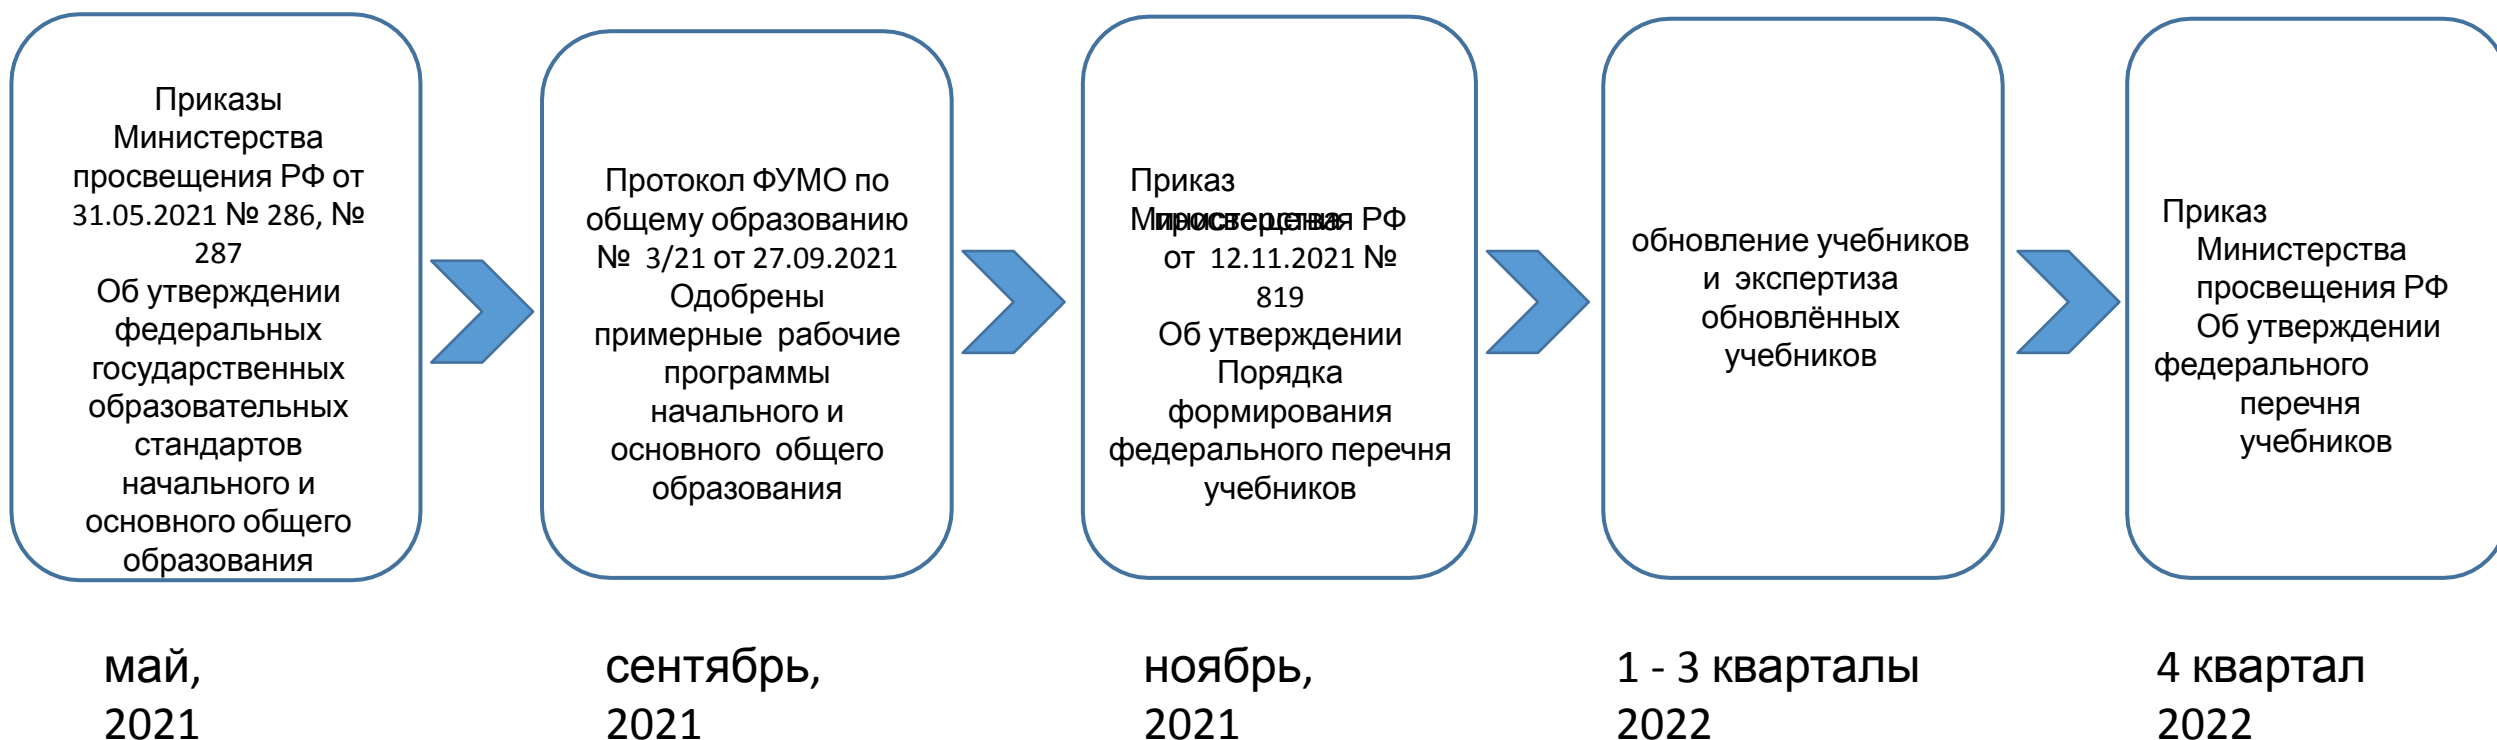 Приказы
Министерства
просвещения РФ от
31.05.2021 № 286, №
287
Об утверждении
федеральных
государственных
образовательных
стандартов
начального и
основного общего
образования
Протокол ФУМО по
общему образованию
№ 3/21 от 27.09.2021
Одобрены
примерные рабочие
программы
начального и
основного общего
образования
Приказ
Министерства
просвещения РФ
от 12.11.2021 №
819
Об утверждении
Порядка
формирования
федерального перечня
учебников
обновление учебников
и экспертиза
обновлённых
учебников
Приказ
Министерства
просвещения РФ
Об утверждении
федерального
перечня
учебников
май,
2021
сентябрь,
2021
ноябрь,
2021
1 - 3 кварталы
2022
4 квартал
2022